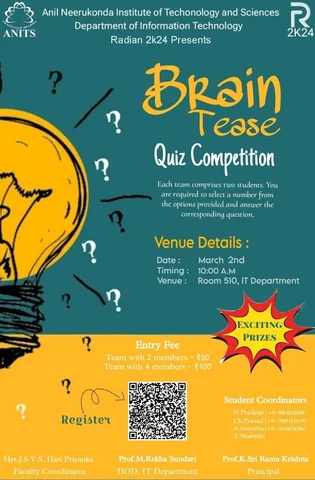 Anil Neerukonda Institute of Techonology and Sciences
Department of Information Technology
Radian 2k24 Presents
ANITS
R
2K24
Brain
Tease
Quiz Competition
Each team comprises two students. You
are required to select a number from
the options provided and answer the
corresponding question.
Venue Details :
Date : March 2nd
Timing : 10:00 A.M
Venue : Room 510, IT Department
EXCITING
PRIZES
Entry Fee
Team with 2 members - ₹50
Team with 4 members - ₹100
Register
Student Coordinators
N.Pradeep
Ch.Prasad
T.Sharmila
Mrs.J.S.V.S. Hari Priyanka
Faculty Coordinator
Prof.M.Rekha Sundari
HOD, IT Department
Prof.K.Sri Rama Krishna
Principal